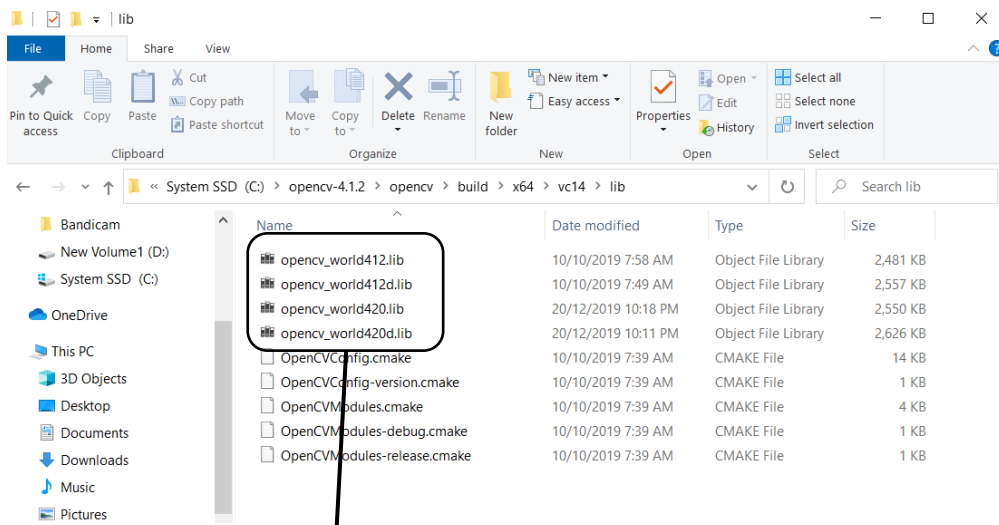 lib
File Home Share View
Pin to Quick access
Copy
Paste
Cut
Copy path
Paste shortcut
Clipboard
Move to
Copy to
Delete
Rename
Organize
New folder
New item
Easy access
New
Properties
Open
Edit
History
Open
Select all
Select none
Invert selection
Select
« System SSD (C:) > opencv-4.1.2 > opencv > build > x64 > vc14 > lib
Search lib
Bandicam
New Volume1 (D:)
System SSD (C:)
OneDrive
This PC
3D Objects
Desktop
Documents
Downloads
Music
Pictures
Name Date modified Type Size
opencv_world412.lib 10/10/2019 7:58 AM Object File Library 2,481 KB
opencv_world412d.lib 10/10/2019 7:49 AM Object File Library 2,557 KB
opencv_world420.lib 20/12/2019 10:18 PM Object File Library 2,550 KB
opencv_world420d.lib 20/12/2019 10:11 PM Object File Library 2,626 KB
OpenCVConfig.cmake 10/10/2019 7:39 AM CMAKE File 14 KB
OpenCVConfig-version.cmake 10/10/2019 7:39 AM CMAKE File 1 KB
OpenCVModules.cmake 10/10/2019 7:39 AM CMAKE File 4 KB
OpenCVModules-debug.cmake 10/10/2019 7:39 AM CMAKE File 1 KB
OpenCVModules-release.cmake 10/10/2019 7:39 AM CMAKE File 1 KB